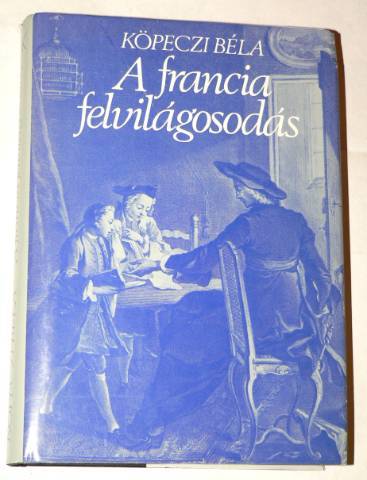 KÖPECZI BÉLA
A francia
felvilágosodás